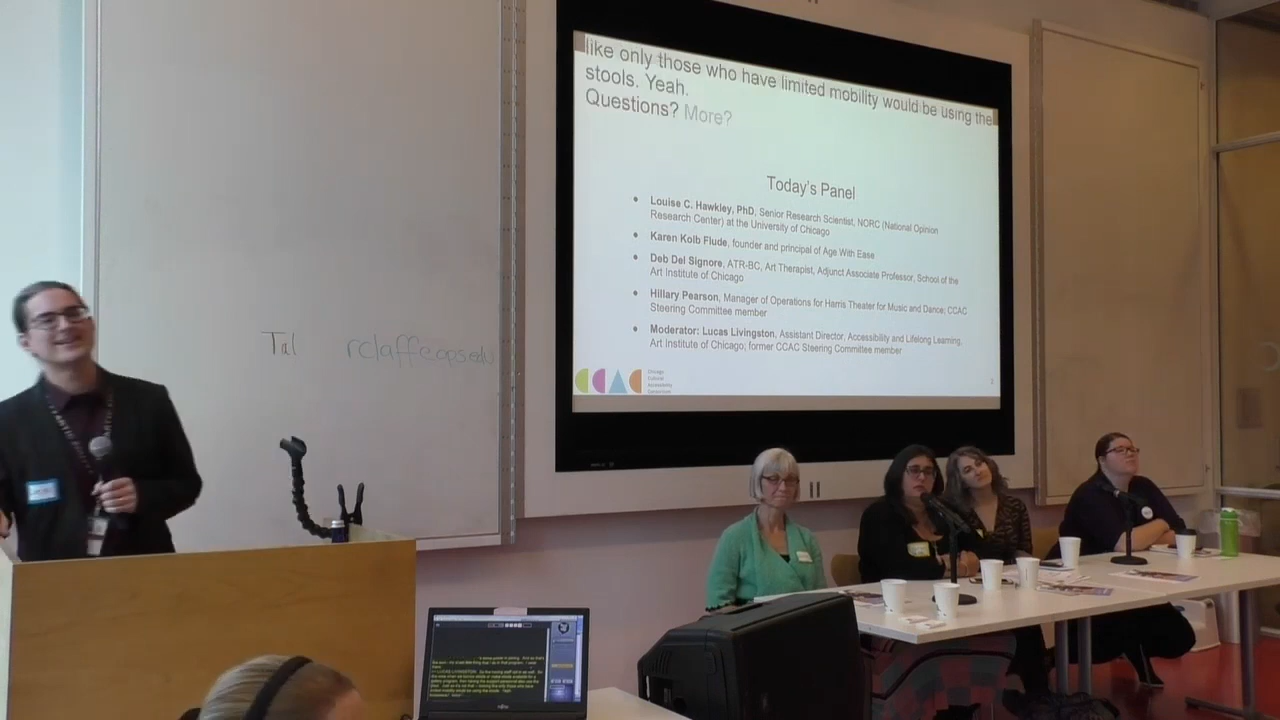 like only those who have limited mobility would be using the
stools. Yeah.
Questions? More?
Today's Panel
• Louise C. Hawkley, PhD, Senior Research Scientist, NORC (National Opinion
Research Center) at the University of Chicago
• Karen Kolb Flude, founder and principal of Age With Ease
• Deb Del Signore, ATR-BC, Art Therapist, Adjunct Associate Professor, School of the
Art Institute of Chicago
• Hillary Pearson, Manager of Operations for Harris Theater for Music and Dance; CCAC
Steering Committee member
• Moderator: Lucas Livingston, Assistant Director, Accessibility and Lifelong Learning,
Art Institute of Chicago; former CCAC Steering Committee member
CCAC
Chicago
Cultural
Accessibility
Consortium
2
Tal